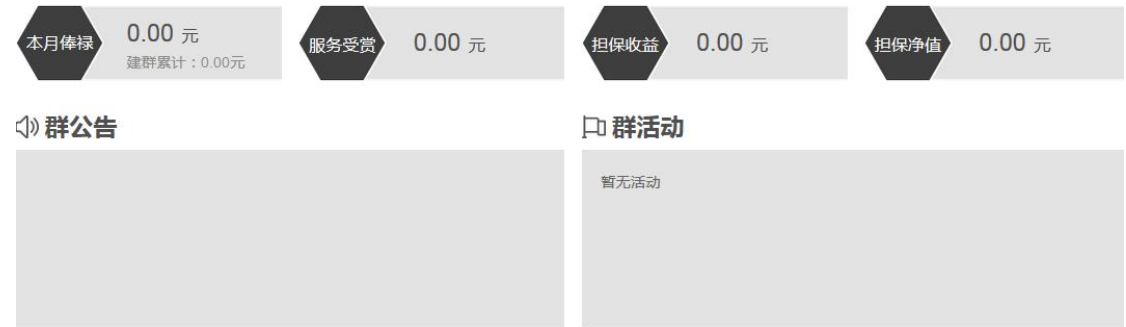 本月俸禄
0.00 元
建群累计：0.00元
服务受赏
0.00 元
担保收益
0.00 元
担保净值
0.00 元
群公告
群活动
暂无活动